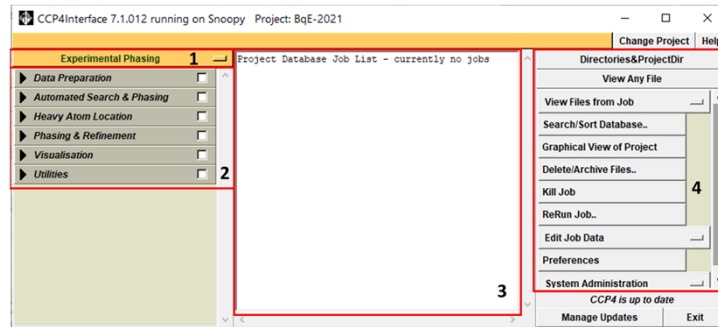 CCP4Interface 7.1.012 running on Snoopy Project: BqE-2021
Change Project Help
Experimental Phasing 1
Data Preparation
Automated Search & Phasing
Heavy Atom Location
Phasing & Refinement
Visualisation
Utilities
2
Project Database Job List - currently no jobs
3
Directories&ProjectDir
View Any File
View Files from Job
Search/Sort Database..
Graphical View of Project
Delete/Archive Files..
Kill Job
ReRun Job..
Edit Job Data
Preferences
System Administration
4
CCP4 is up to date
Manage Updates Exit